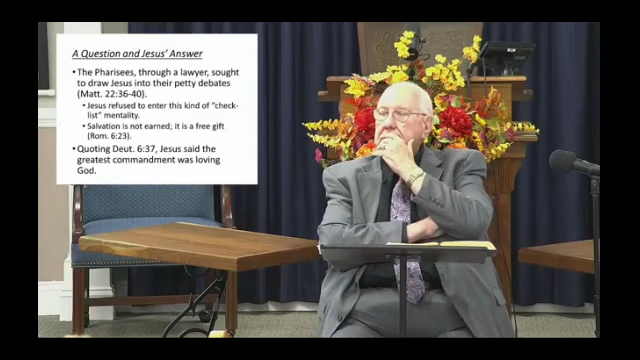 A Question and Jesus' Answer
• The Pharisees, through a lawyer, sought
to draw Jesus into their petty debates
(Matt. 22:36-40).
• Jesus refused to enter this kind of "check-
list" mentality.
• Salvation is not earned; it is a free gift
(Rom. 6:23).
• Quoting Deut. 6:37, Jesus said the
greatest commandment was loving
God.